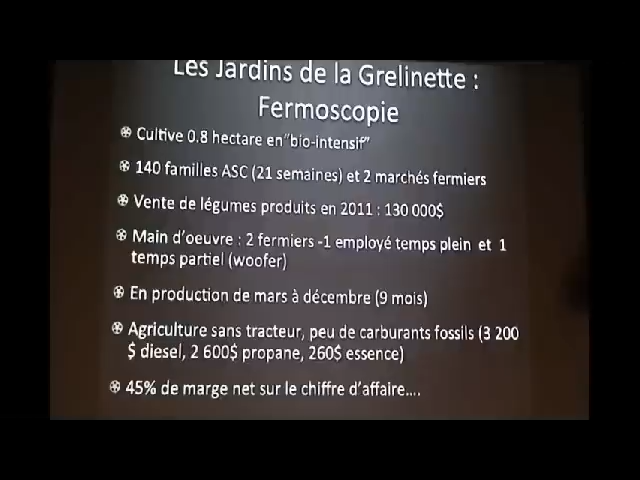 Les Jardins de la Grelinette :
Fermoscopie
Cultive 0.8 hectare en"bio-intensif"
140 familles ASC (21 semaines) et 2 marchés fermiers
Vente de légumes produits en 2011 : 130 000$
Main d'oeuvre : 2 fermiers -1 employé temps plein et 1
temps partiel (woofer)
En production de mars à décembre (9 mois)
Agriculture sans tracteur, peu de carburants fossils (3 200
$ diesel, 2 600$ propane, 260$ essence)
45% de marge net sur le chiffre d'affaire....